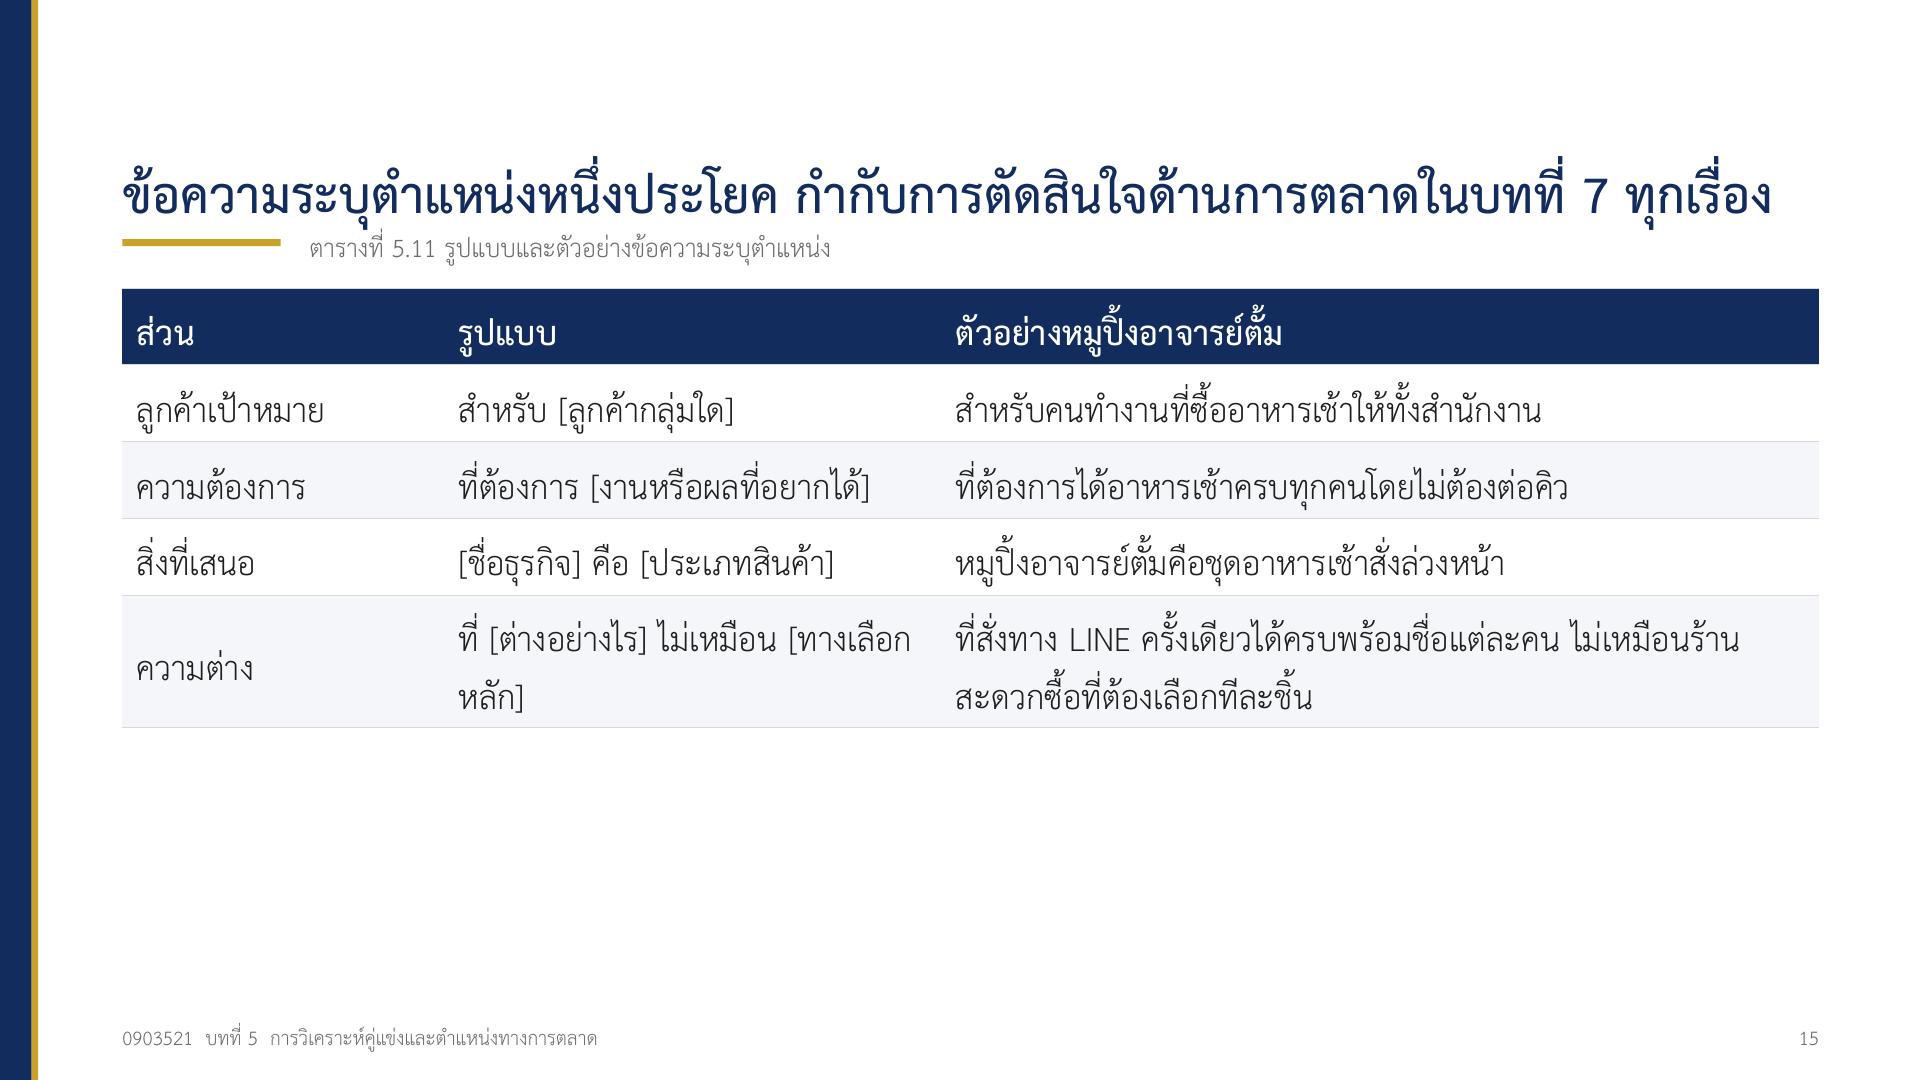 ข้อความระบุตำแหน่งหนึ่งประโยค กำกับการตัดสินใจด้านการตลาดในบทที่ 7 ทุกเรื่อง
ตารางที่ 5.11 รูปแบบและตัวอย่างข้อความระบุตำแหน่ง
ส่วน รูปแบบ ตัวอย่างหมูปิ้งอาจารย์ตั้ม
ลูกค้าเป้าหมาย สำหรับ [ลูกค้ากลุ่มใด] สำหรับคนทำงานที่ซื้ออาหารเช้าให้ทั้งสำนักงาน
ความต้องการ ที่ต้องการ [งานหรือผลที่อยากได้] ที่ต้องการได้อาหารเช้าครบทุกคนโดยไม่ต้องต่อคิว
สิ่งที่เสนอ [ชื่อธุรกิจ] คือ [ประเภทสินค้า] หมูปิ้งอาจารย์ตั้มคือชุดอาหารเช้าสั่งล่วงหน้า
ความต่าง
ที่ [ต่างอย่างไร] ไม่เหมือน [ทางเลือก
หลัก]
ที่สั่งทาง LINE ครั้งเดียวได้ครบพร้อมชื่อแต่ละคน ไม่เหมือนร้าน
สะดวกซื้อที่ต้องเลือกทีละชิ้น
0903521 บทที่ 5 การวิเคราะห์คู่แข่งและตำแหน่งทางการตลาด 15